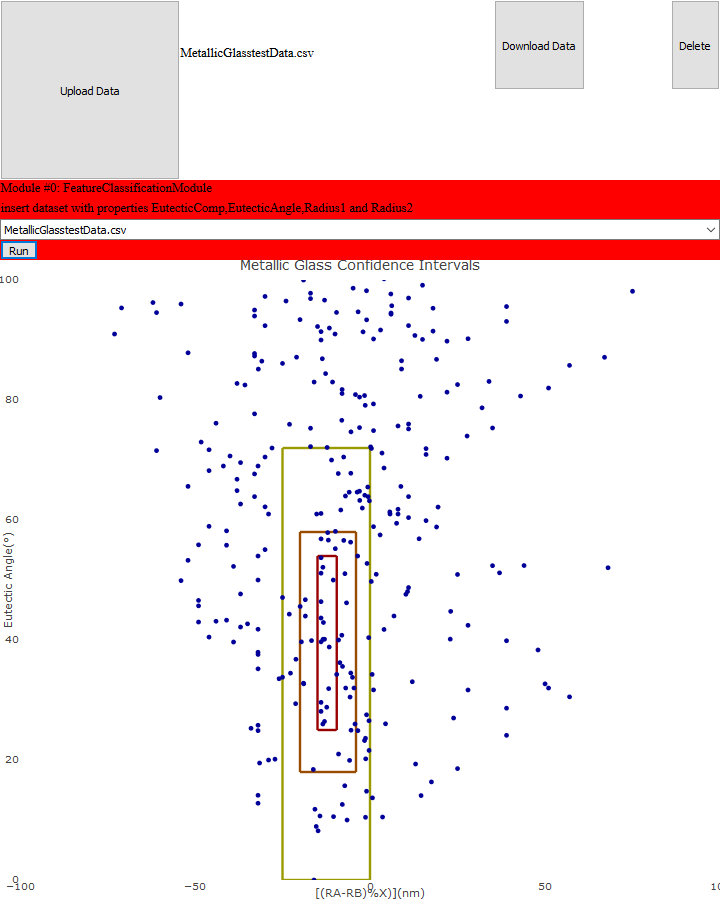 Upload Data
MetallicGlasstestData.csv
Download Data
Delete
Module #0: FeatureClassificationModule
insert dataset with properties EutecticComp,EutecticAngle,Radius1 and Radius2
MetallicGlasstestData.csv
Run
Metallic Glass Confidence Intervals
100
80
60
40
20
0
Eutectic Angle(°)
−100
−50
0
50
10
[(RA-RB)%X)](nm)